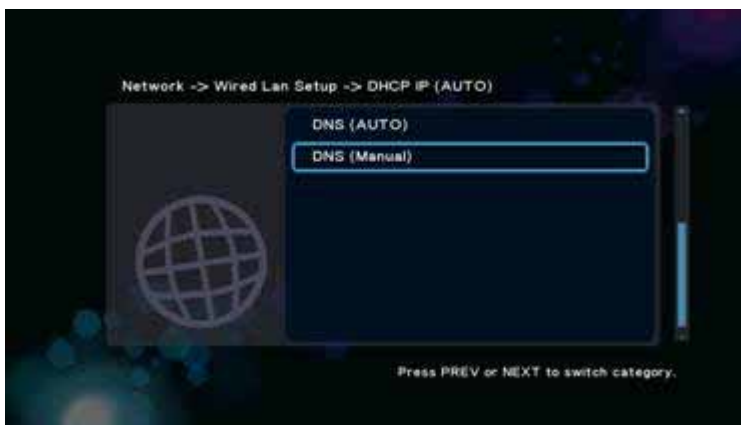 Network -> Wired Lan Setup -> DHCP IP (AUTO)
DNS (AUTO)
DNS (Manual)
Press PREV or NEXT to switch category.